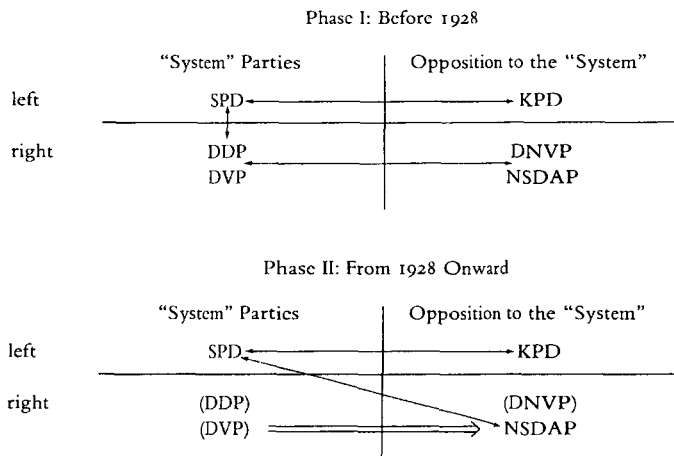 Phase I: Before 1928
"System" Parties Opposition to the "System"
left SPD KPD
right DDP DNVP
DVP NSDAP
Phase II: From 1928 Onward
"System" Parties Opposition to the "System"
left SPD KPD
right (DDP) (DNVP)
(DVP) NSDAP